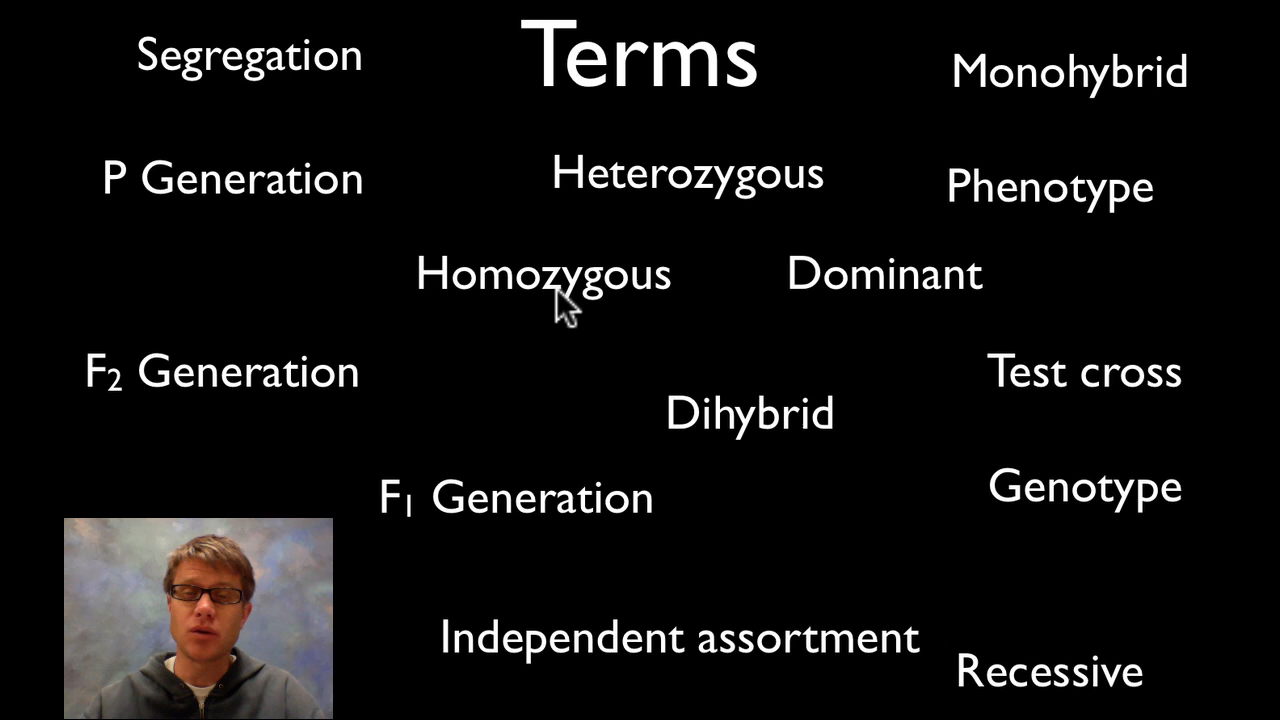 Terms
Segregation
Monohybrid
P Generation
Heterozygous
Phenotype
Homozygous
Dominant
F₂ Generation
Test cross
Dihybrid
F₁ Generation
Genotype
Independent assortment
Recessive